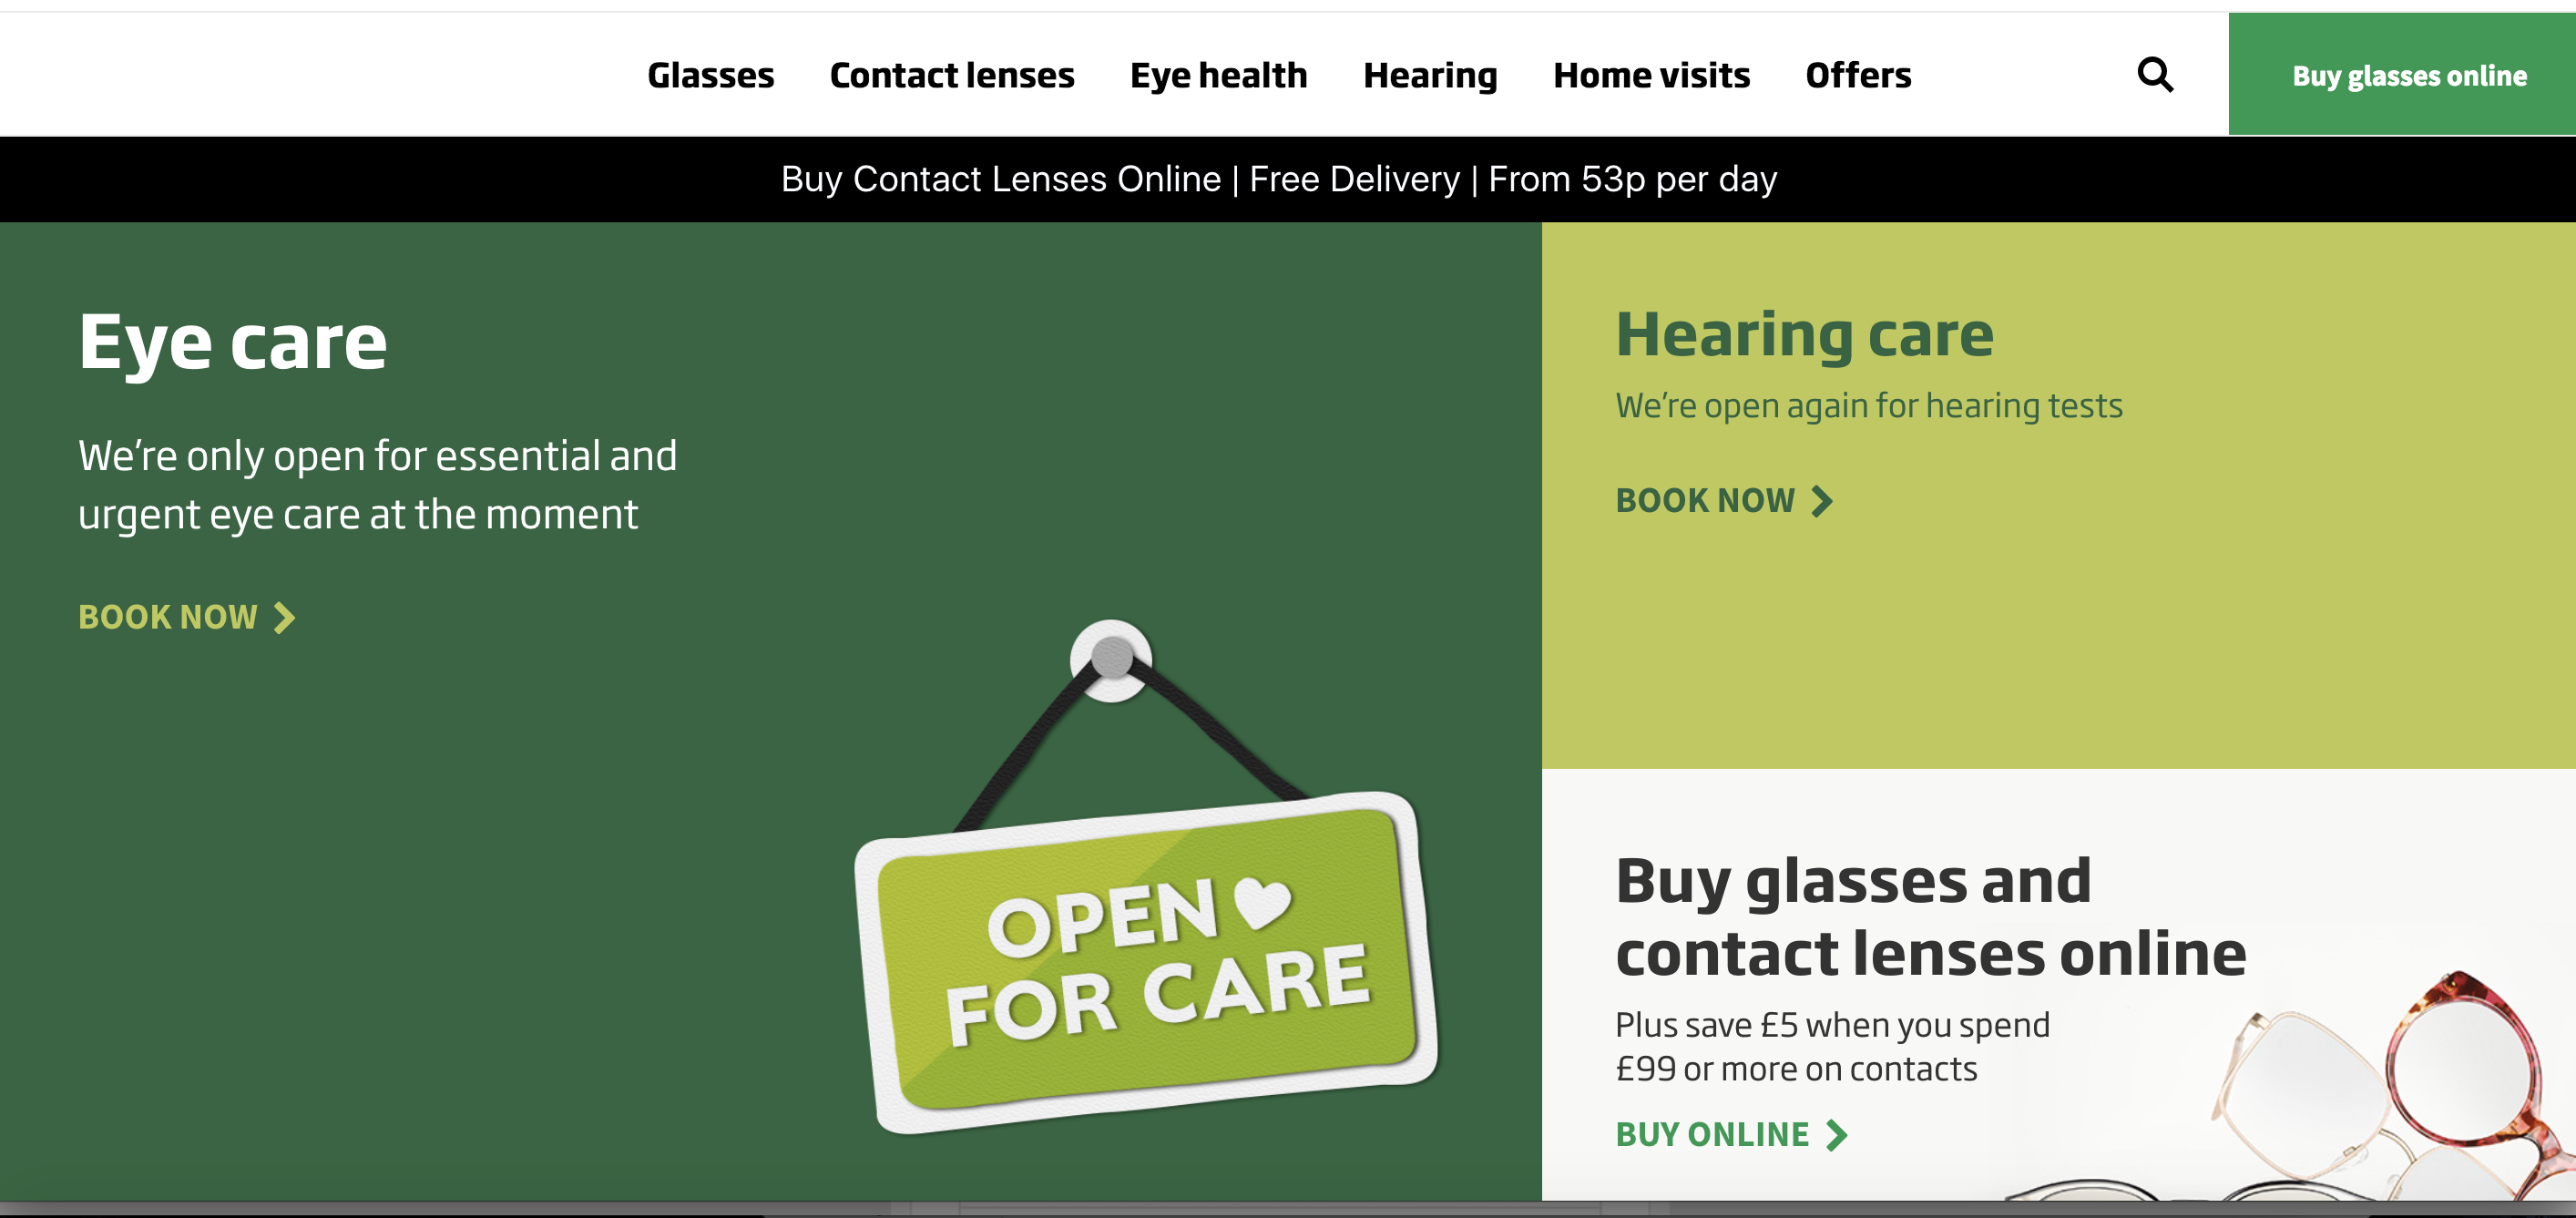 Glasses Contact lenses Eye health Hearing Home visits Offers Buy glasses online
Buy Contact Lenses Online | Free Delivery | From 53p per day
Eye care
We're only open for essential and
urgent eye care at the moment
BOOK NOW
OPEN
FOR CARE
Hearing care
We're open again for hearing tests
BOOK NOW
Buy glasses and
contact lenses online
Plus save £5 when you spend
£99 or more on contacts
BUY ONLINE